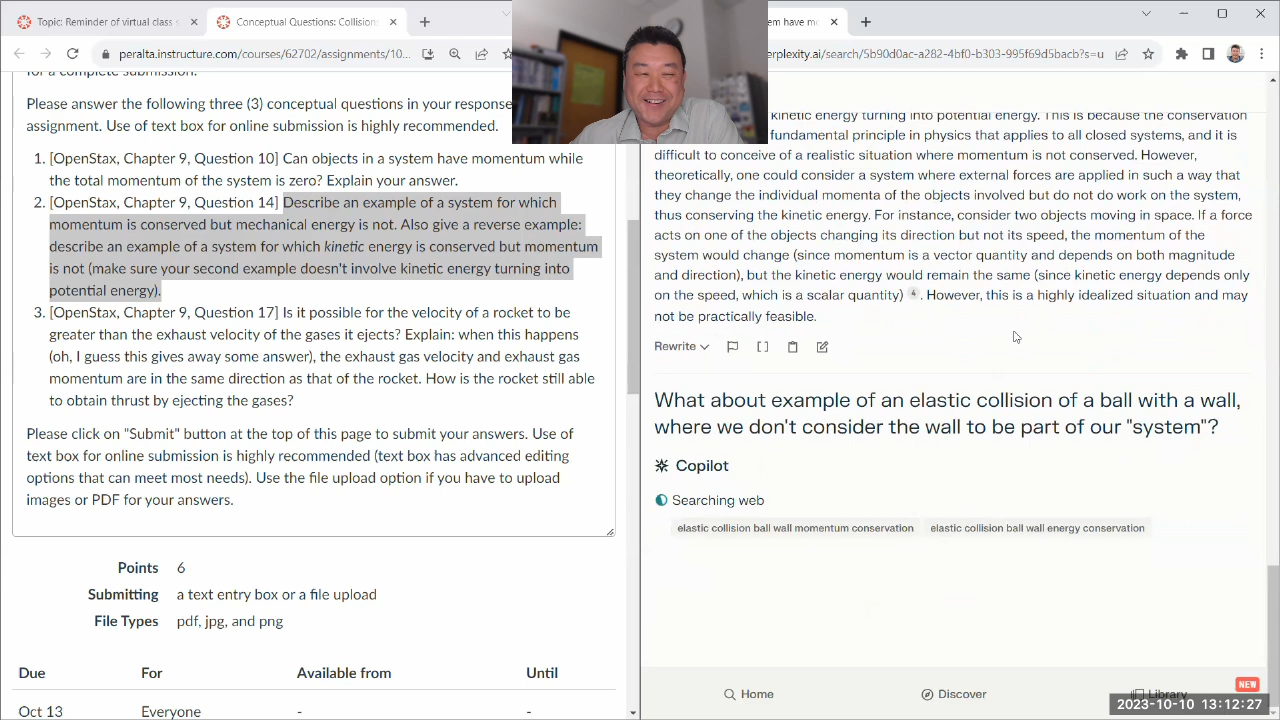 Topic: Reminder of virtual class s
Conceptual Questions: Collisions
em have mo
peralta.instructure.com/courses/62702/assignments/10...
erplexity.ai/search/5b90d0ac-a282-4bf0-b303-995f69d5bacb?s=u
for a complete submission.
Please answer the following three (3) conceptual questions in your response
assignment. Use of text box for online submission is highly recommended.
1. [OpenStax, Chapter 9, Question 10] Can objects in a system have momentum while
the total momentum of the system is zero? Explain your answer.
2. [OpenStax, Chapter 9, Question 14] Describe an example of a system for which
momentum is conserved but mechanical energy is not. Also give a reverse example:
describe an example of a system for which kinetic energy is conserved but momentum
is not (make sure your second example doesn't involve kinetic energy turning into
potential energy).
3. [OpenStax, Chapter 9, Question 17] Is it possible for the velocity of a rocket to be
greater than the exhaust velocity of the gases it ejects? Explain: when this happens
(oh, I guess this gives away some answer), the exhaust gas velocity and exhaust gas
momentum are in the same direction as that of the rocket. How is the rocket still able
to obtain thrust by ejecting the gases?
Please click on "Submit" button at the top of this page to submit your answers. Use of
text box for online submission is highly recommended (text box has advanced editing
options that can meet most needs). Use the file upload option if you have to upload
images or PDF for your answers.
Points 6
Submitting a text entry box or a file upload
File Types pdf, jpg, and png
Due For Available from Until
Oct 13 Everyone - -
kinetic energy turning into potential energy. This is because the conservation
fundamental principle in physics that applies to all closed systems, and it is
difficult to conceive of a realistic situation where momentum is not conserved. However,
theoretically, one could consider a system where external forces are applied in such a way that
they change the individual momenta of the objects involved but do not do work on the system,
thus conserving the kinetic energy. For instance, consider two objects moving in space. If a force
acts on one of the objects changing its direction but not its speed, the momentum of the
system would change (since momentum is a vector quantity and depends on both magnitude
and direction), but the kinetic energy would remain the same (since kinetic energy depends only
on the speed, which is a scalar quantity) 4. However, this is a highly idealized situation and may
not be practically feasible.
Rewrite
What about example of an elastic collision of a ball with a wall,
where we don't consider the wall to be part of our "system"?
Copilot
Searching web
elastic collision ball wall momentum conservation
elastic collision ball wall energy conservation
NEW
Home Discover Library
2023-10-10 13:12:27